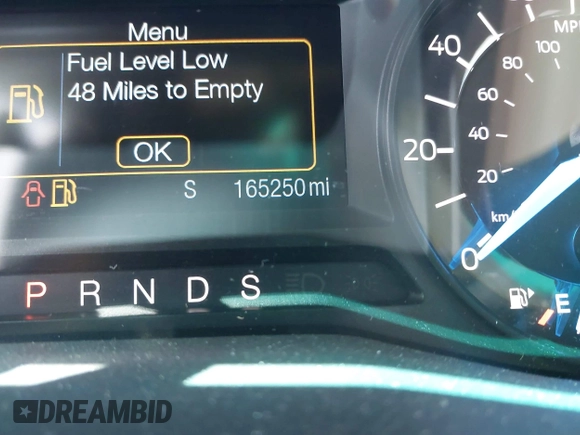 Menu
Fuel Level Low
48 Miles to Empty
OK
S 165250 mi
P R N D S
MPH
40
20
0
100
80
60
40
20
km/
E
DREAMBID